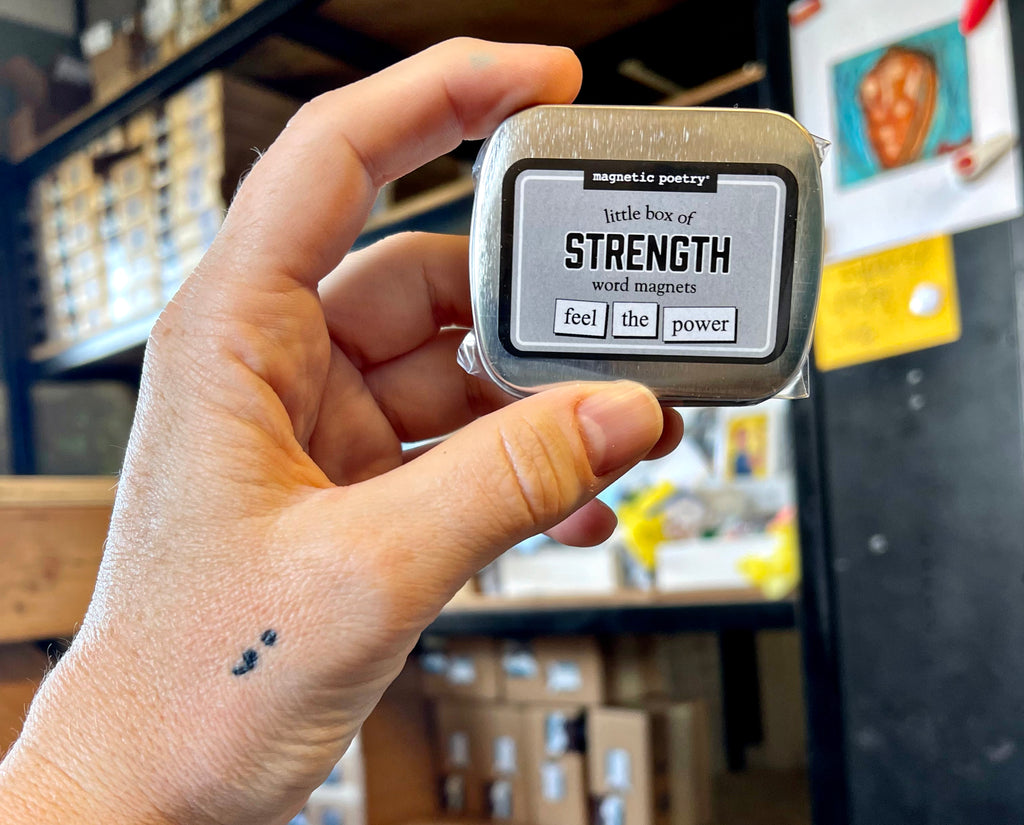 magnetic poetry®
little box of
STRENGTH
word magnets
feel the power
;